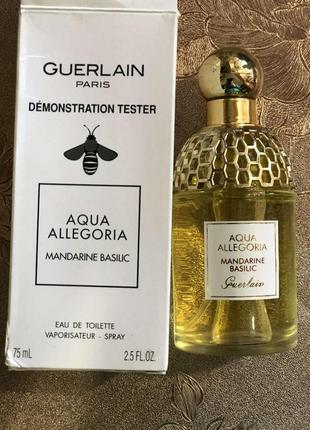 GUERLAIN
PARIS
DÉMONSTRATION TESTER
AQUA
ALLEGORIA
MANDARINE BASILIC
EAU DE TOILETTE
VAPORISATEUR - SPRAY
75 mL
2.5 FL.OZ.
AQUA
ALLEGORIA
MANDARINE
BASILIC
Guerlain